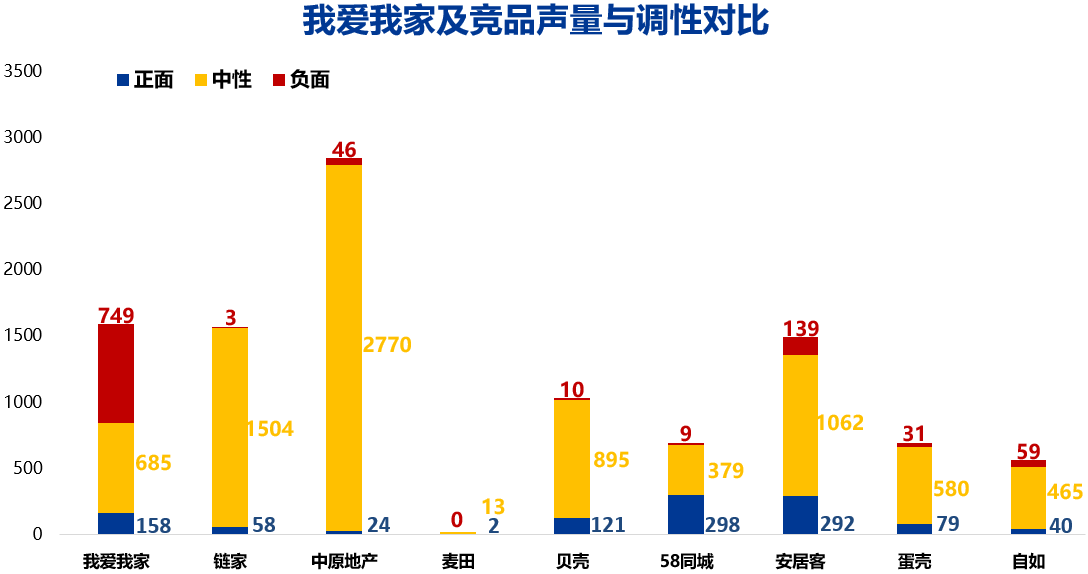 我爱我家及竞品声量与调性对比
正面 中性 负面
3500
3000
2500
2000
1500
1000
500
0
749 685 158
3 1504 58
46 2770 24
0 13 2
10 895 121
9 379 298
139 1062 292
31 580 79
59 465 40
我爱我家 链家 中原地产 麦田 贝壳 58同城 安居客 蛋壳 自如